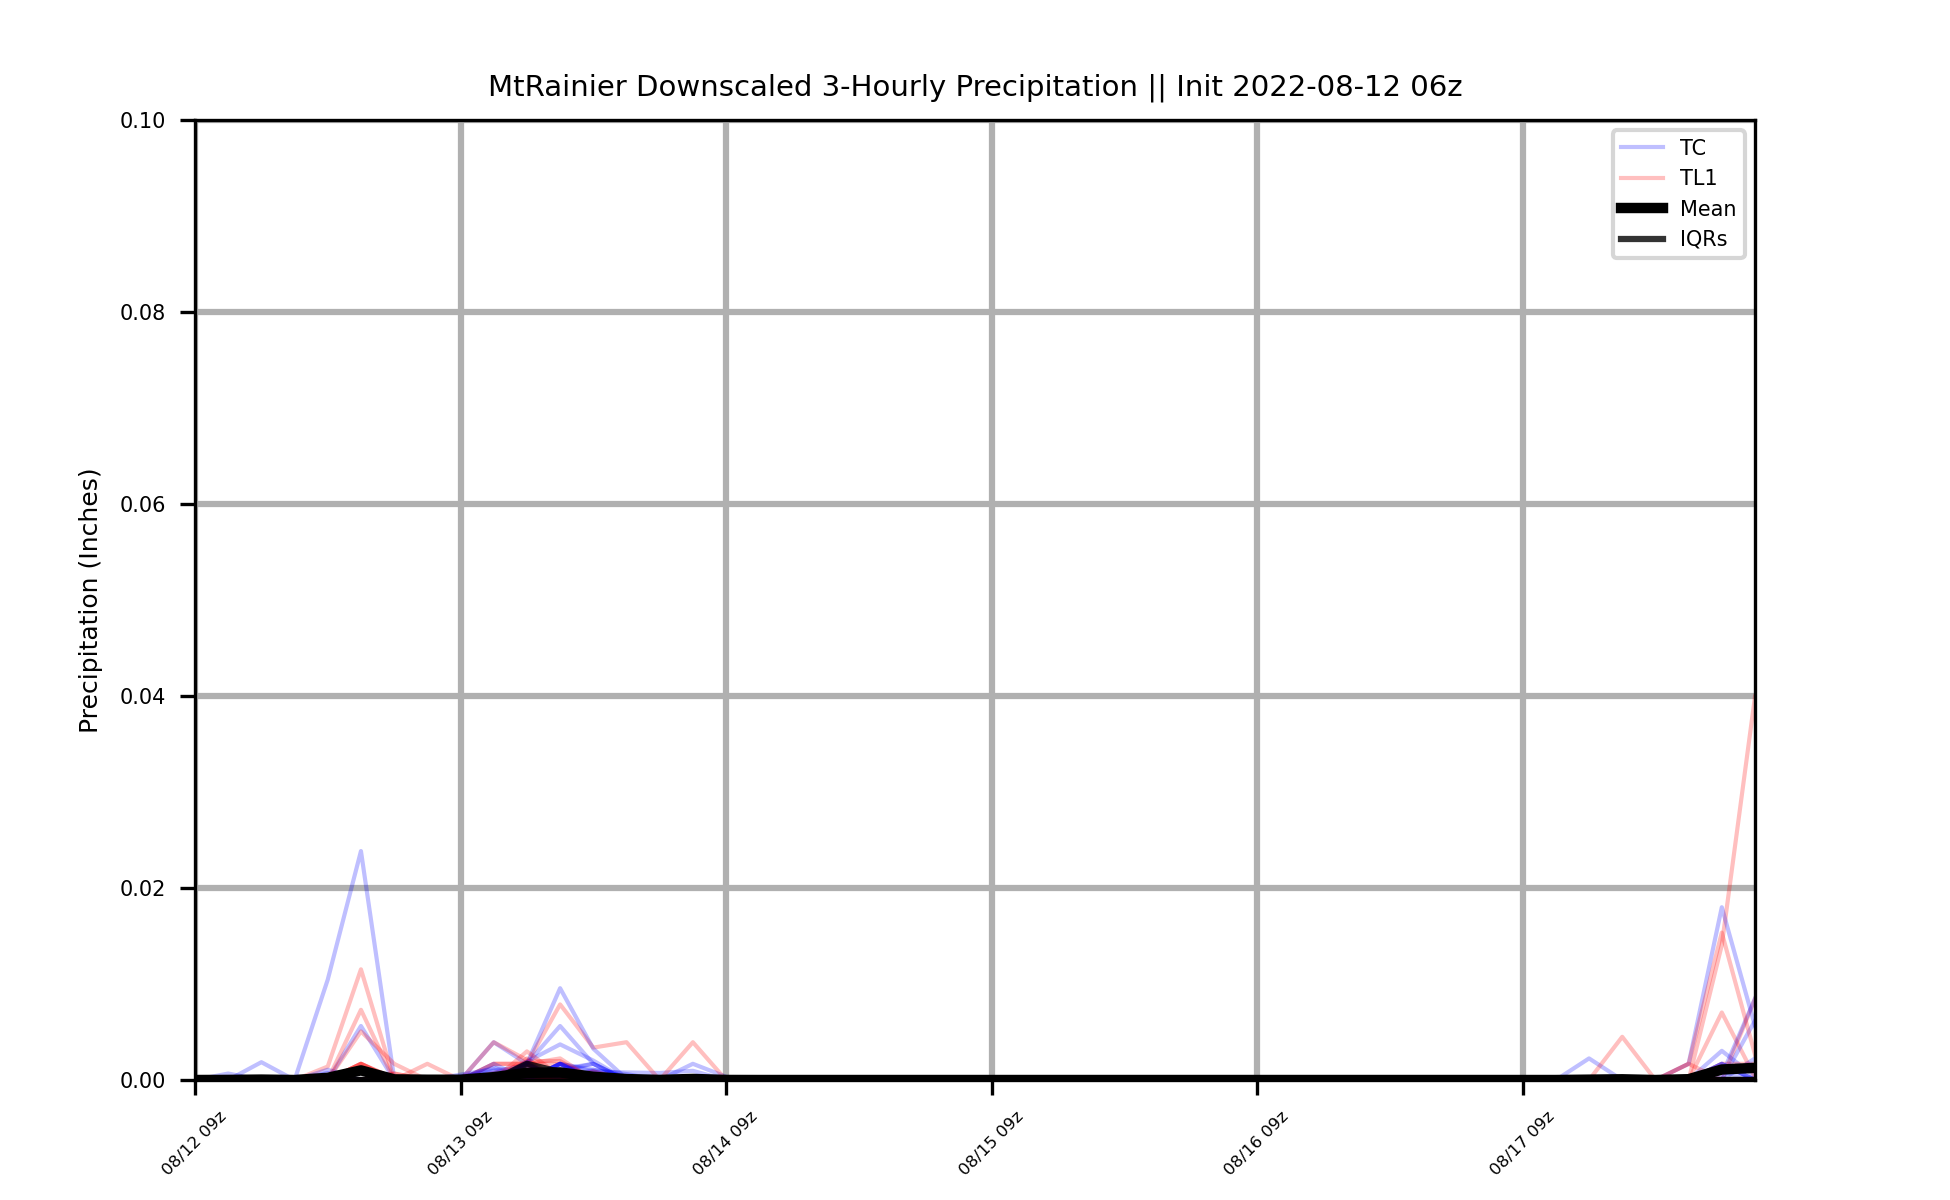 MtRainier Downscaled 3-Hourly Precipitation || Init 2022-08-12 06z
Precipitation (Inches)
0.10
0.08
0.06
0.04
0.02
0.00
TC
TL1
Mean
IQRs
08/12 09z
08/13 09z
08/14 09z
08/15 09z
08/16 09z
08/17 09z